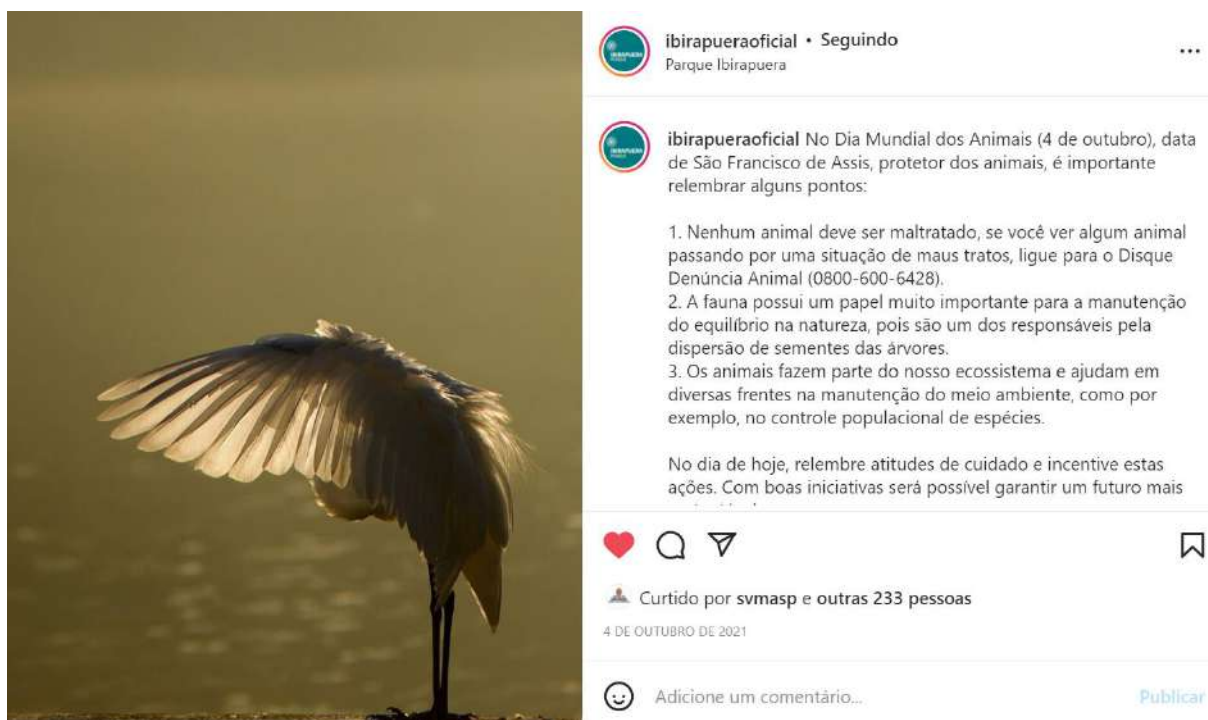 ibirapueraoficial • Seguindo
Parque Ibirapuera
ibirapueraoficial No Dia Mundial dos Animais (4 de outubro), data
de São Francisco de Assis, protetor dos animais, é importante
relembrar alguns pontos:
1. Nenhum animal deve ser maltratado, se você ver algum animal
passando por uma situação de maus tratos, ligue para o Disque
Denúncia Animal (0800-600-6428).
2. A fauna possui um papel muito importante para a manutenção
do equilíbrio na natureza, pois são um dos responsáveis pela
dispersão de sementes das árvores.
3. Os animais fazem parte do nosso ecossistema e ajudam em
diversas frentes na manutenção do meio ambiente, como por
exemplo, no controle populacional de espécies.
No dia de hoje, relembre atitudes de cuidado e incentive estas
ações. Com boas iniciativas será possível garantir um futuro mais
Curtido por svmasp e outras 233 pessoas
4 DE OUTUBRO DE 2021
Adicione um comentário...
Publicar